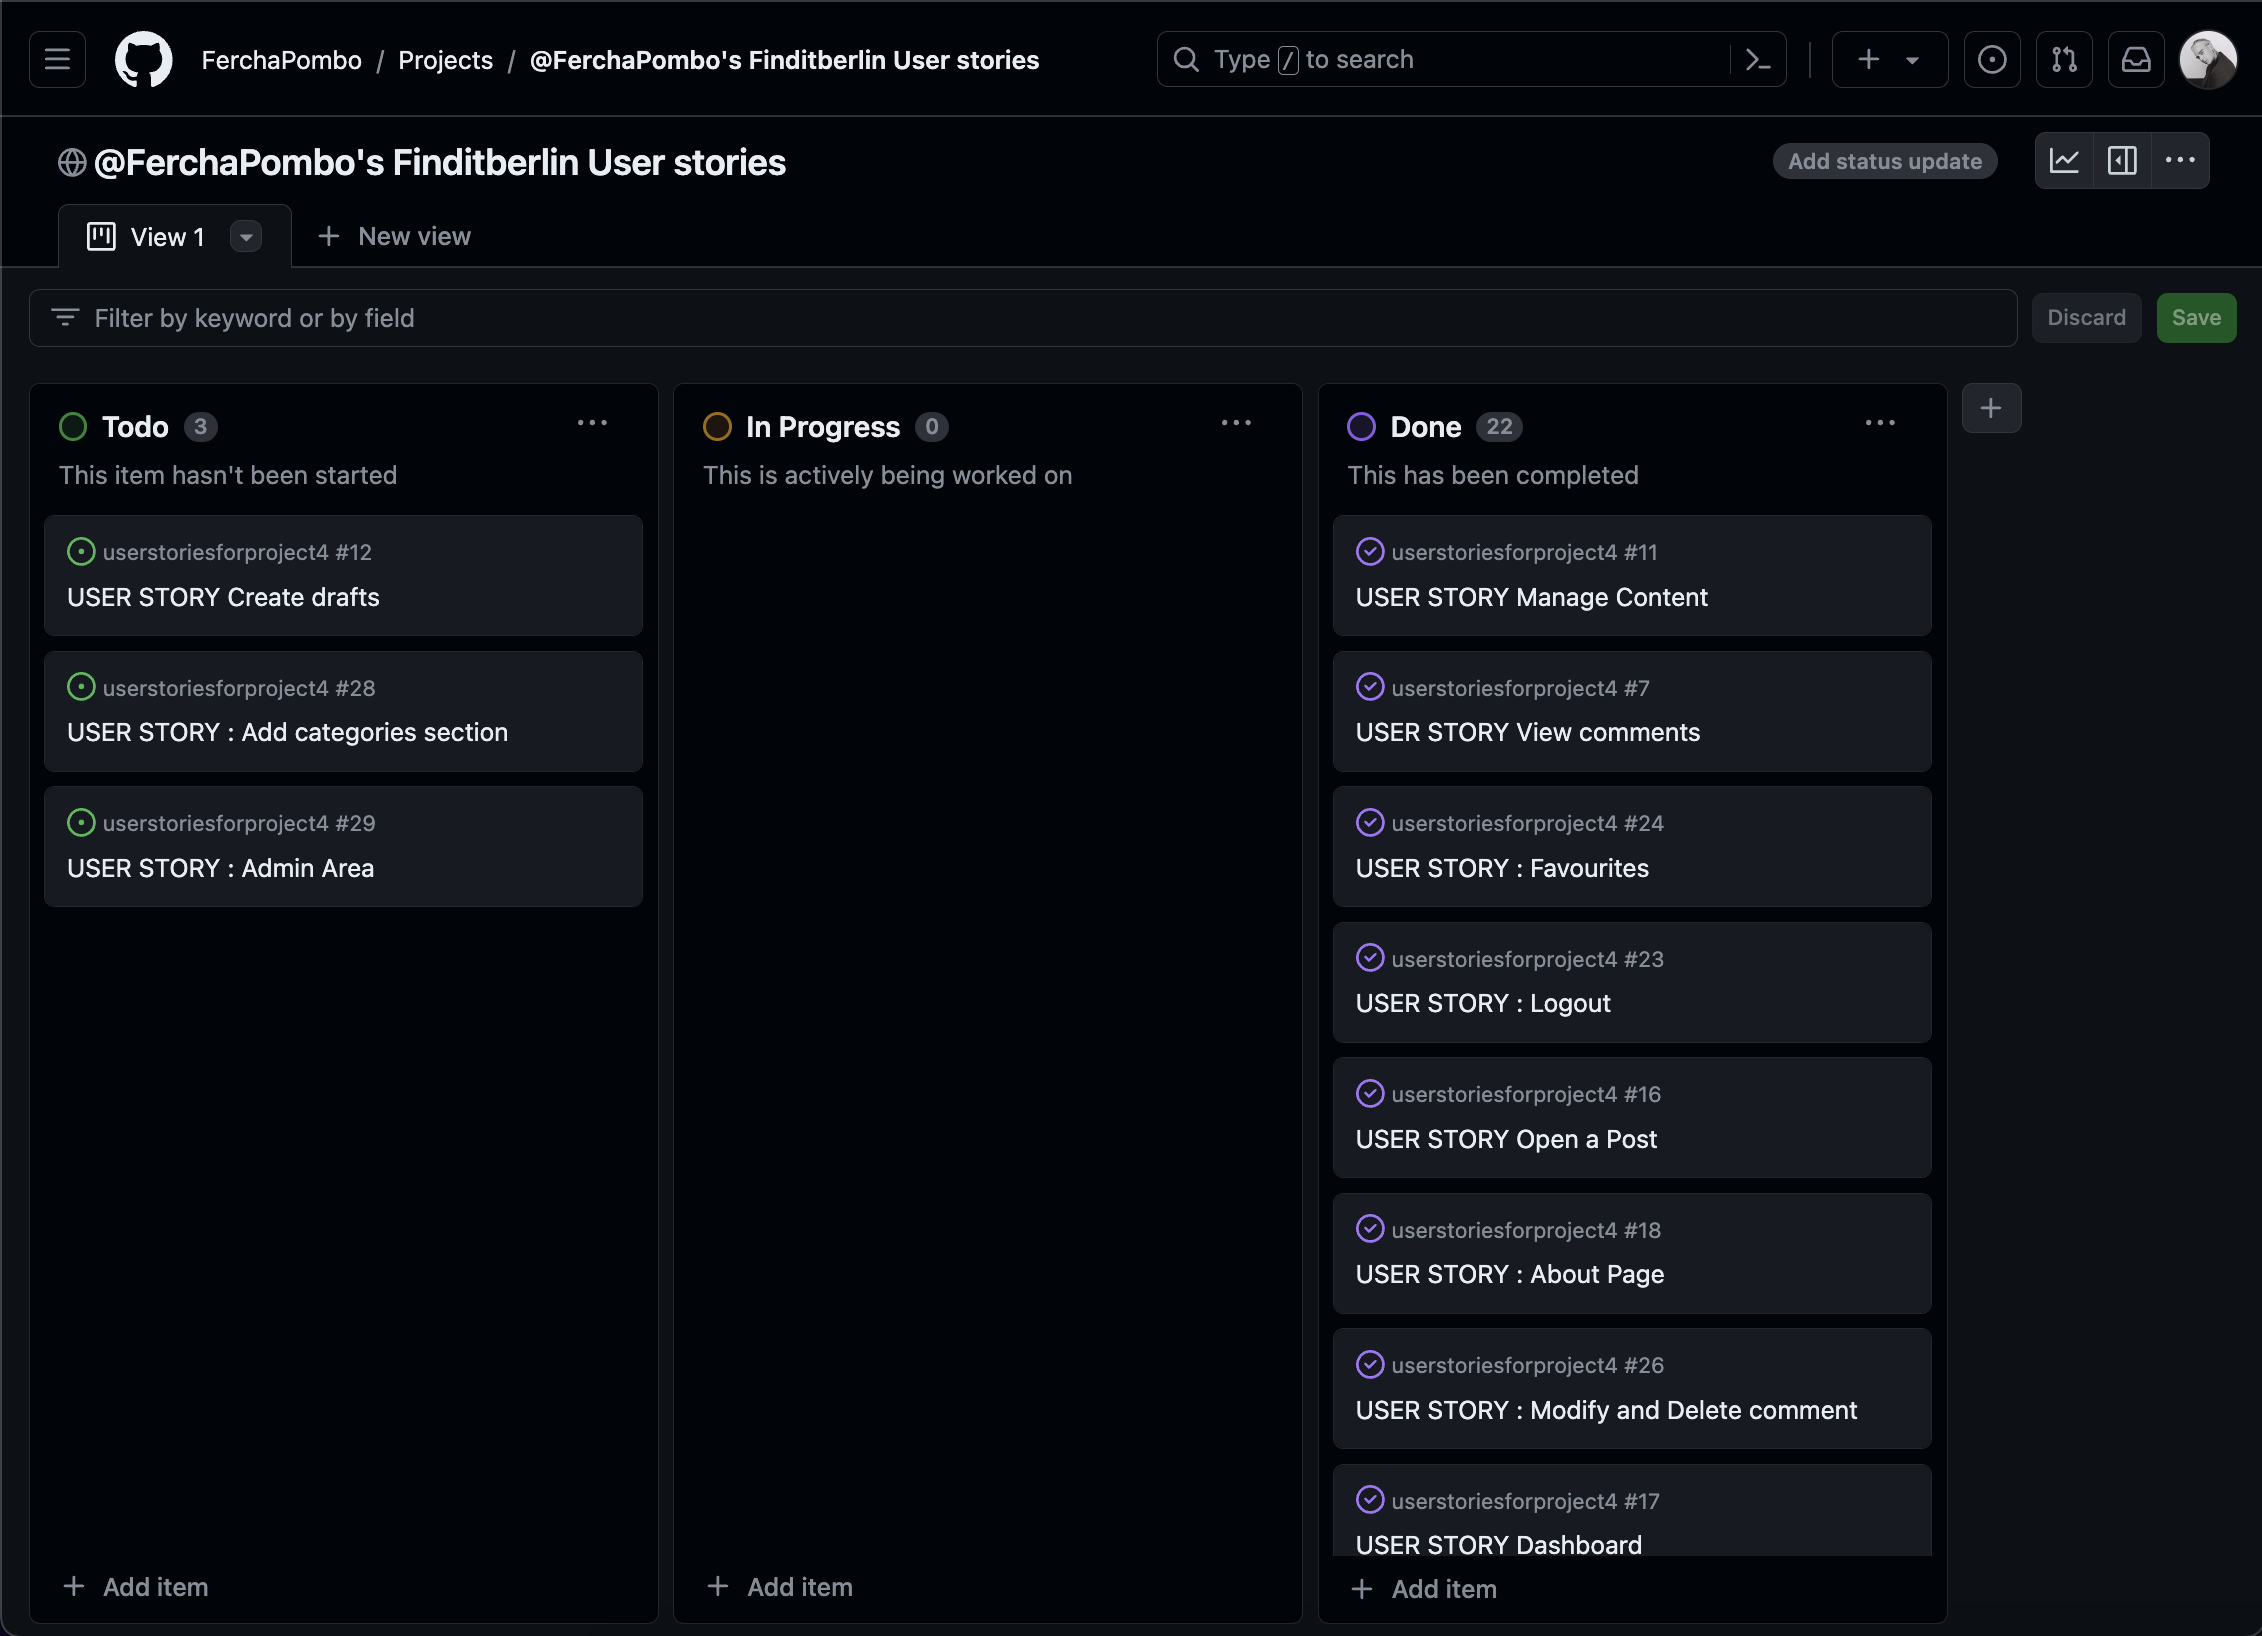 FerchaPombo / Projects / @FerchaPombo's Finditberlin User stories
Type / to search
@FerchaPombo's Finditberlin User stories
Add status update
View 1
New view
Filter by keyword or by field
Discard
Save
Todo 3
This item hasn't been started
userstoriesforproject4 #12
USER STORY Create drafts
userstoriesforproject4 #28
USER STORY : Add categories section
userstoriesforproject4 #29
USER STORY : Admin Area
Add item
In Progress 0
This is actively being worked on
Add item
Done 22
This has been completed
userstoriesforproject4 #11
USER STORY Manage Content
userstoriesforproject4 #7
USER STORY View comments
userstoriesforproject4 #24
USER STORY : Favourites
userstoriesforproject4 #23
USER STORY : Logout
userstoriesforproject4 #16
USER STORY Open a Post
userstoriesforproject4 #18
USER STORY : About Page
userstoriesforproject4 #26
USER STORY : Modify and Delete comment
userstoriesforproject4 #17
USER STORY Dashboard
Add item